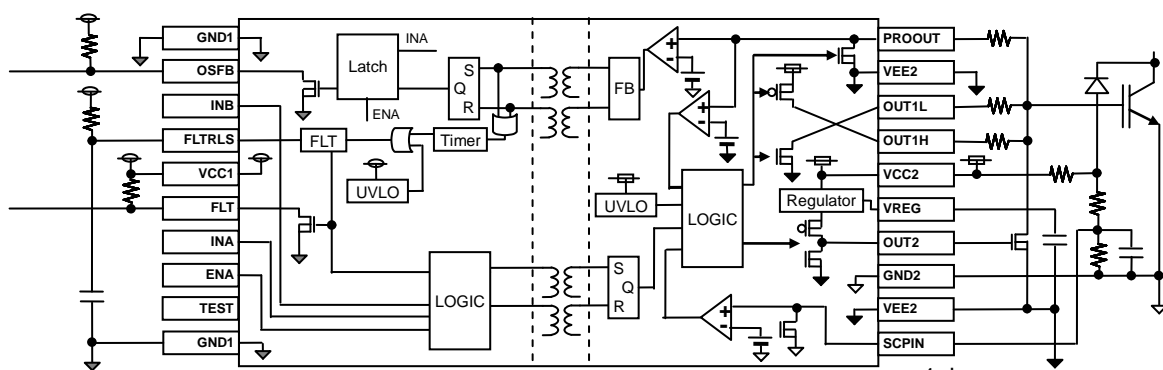 GND1
OSFB
INB
FLTRLS
VCC1
FLT
INA
ENA
TEST
GND1
INA
Latch
ENA
S
Q
R
FLT
Timer
UVLO
LOGIC
FB
UVLO
LOGIC
S
Q
R
Regulator
+
-
+
-
+
-
PROOUT
VEE2
OUT1L
OUT1H
VCC2
VREG
OUT2
GND2
VEE2
SCPIN